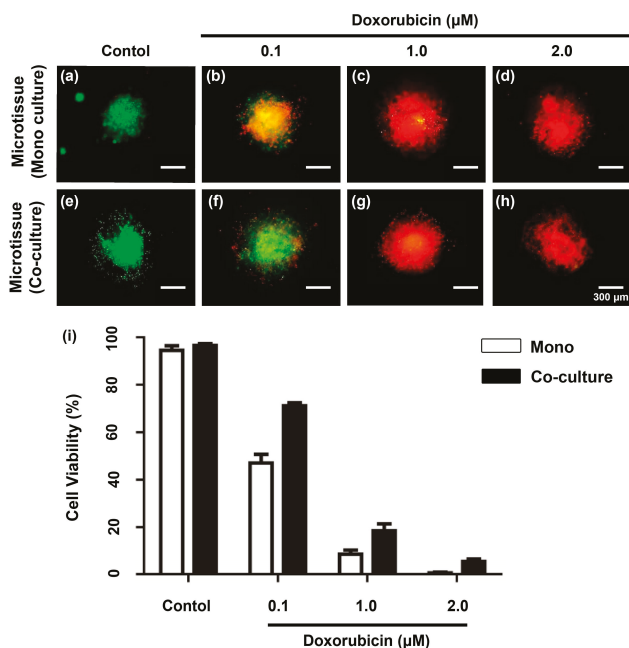 Doxorubicin (µM)
Contol 0.1 1.0 2.0
Microtissue
(Mono culture)
(a) (b) (c) (d)
Microtissue
(Co-culture)
(e) (f) (g) (h)
300 µm
(i)
Mono
Co-culture
Cell Viability (%)
100
80
60
40
20
0
Contol 0.1 1.0 2.0
Doxorubicin (µM)